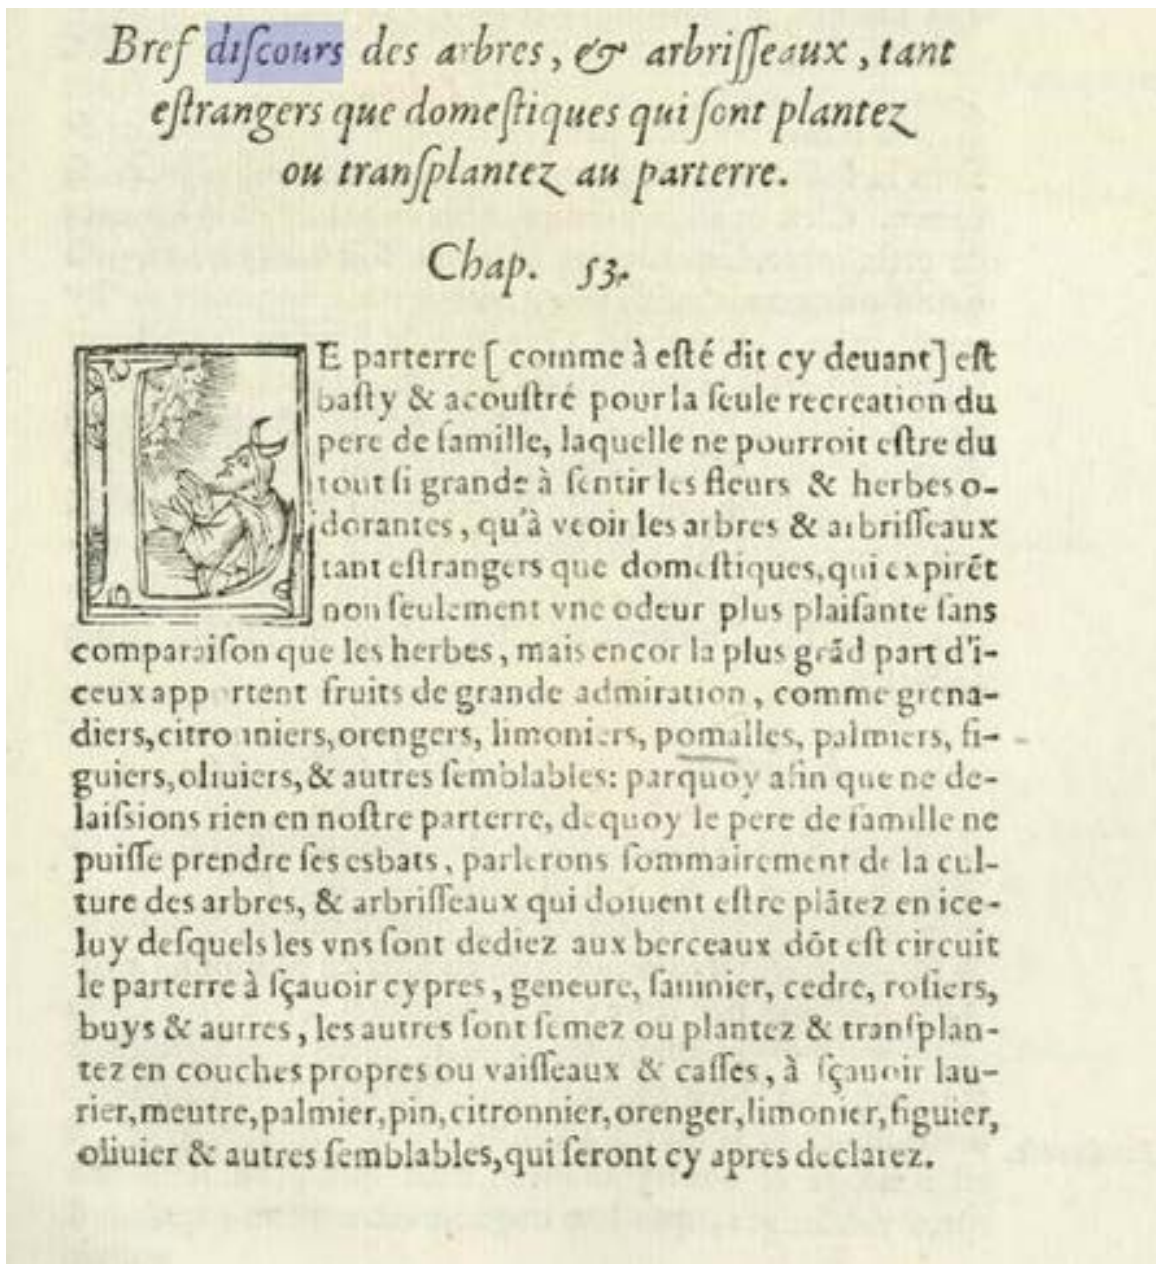 Bref diſcours des arbres, & arbriſſeaux, tant
eſtrangers que domeſtiques qui ſont plantez
ou tranſplantez au parterre.
Chap. 53.
LE parterre [ comme à eſté dit cy deuant] eſt
baſty & acouſtré pour la ſeule recreation du
pere de famille, laquelle ne pourroit eſtre du
tout ſi grande à ſentir les fleurs & herbes o-
dorantes, qu'à veoir les arbres & arbriſſeaux
tant eſtrangers que domeſtiques, qui expirẽt
non ſeulement vne odeur plus plaiſante ſans
comparaiſon que les herbes, mais encor la plus grãd part d'i-
ceux apportent fruits de grande admiration, comme grena-
diers, citronniers, orengers, limoniers, pomalles, palmiers, fi-
guiers, oliuiers, & autres ſemblables: parquoy afin que ne de-
laiſsions rien en noſtre parterre, dequoy le pere de famille ne
puiſſe prendre ſes esbats, parlerons ſommairement de la cul-
ture des arbres, & arbriſſeaux qui doiuent eſtre plãtez en ice-
luy deſquels les vns ſont dediez aux berceaux dõt eſt circuit
le parterre à ſçauoir cypres, geneure, ſauinier, cedre, roſiers,
buys & autres, les autres ſont ſemez ou plantez & tranſplan-
tez en couches propres ou vaiſſeaux & caſſes, à ſçauoir lau-
rier, meutre, palmier, pin, citronnier, orenger, limonier, figuier,
oliuier & autres ſemblables, qui ſeront cy apres declarez.